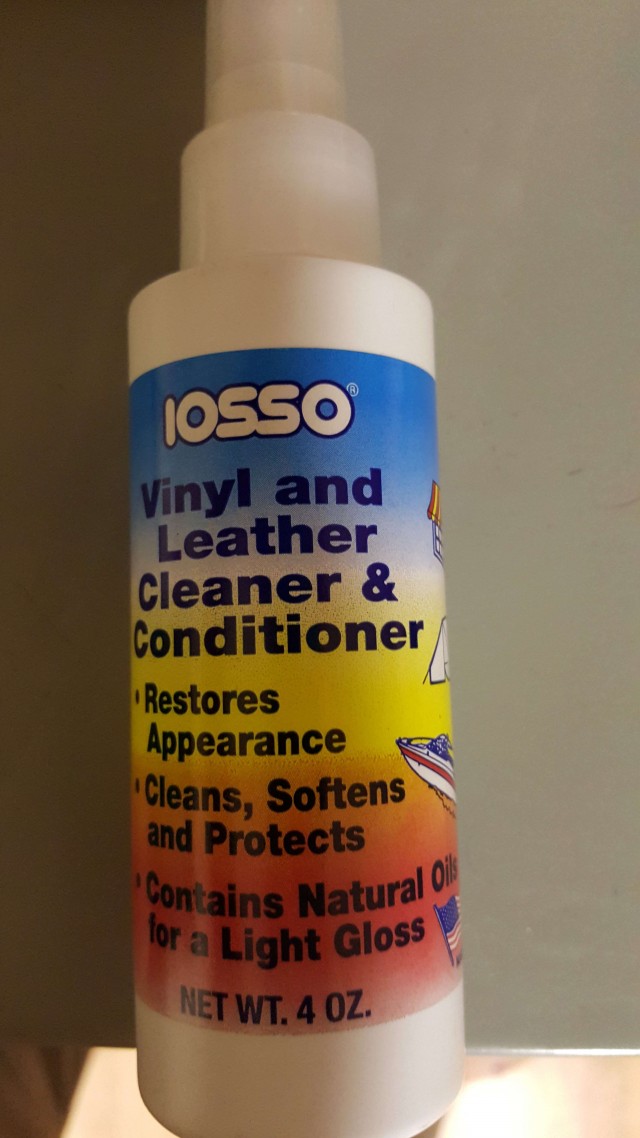 IOSSO®
Vinyl and
Leather
Cleaner &
Conditioner
• Restores
Appearance
• Cleans, Softens
and Protects
• Contains Natural Oils
for a Light Gloss
NET WT. 4 OZ.